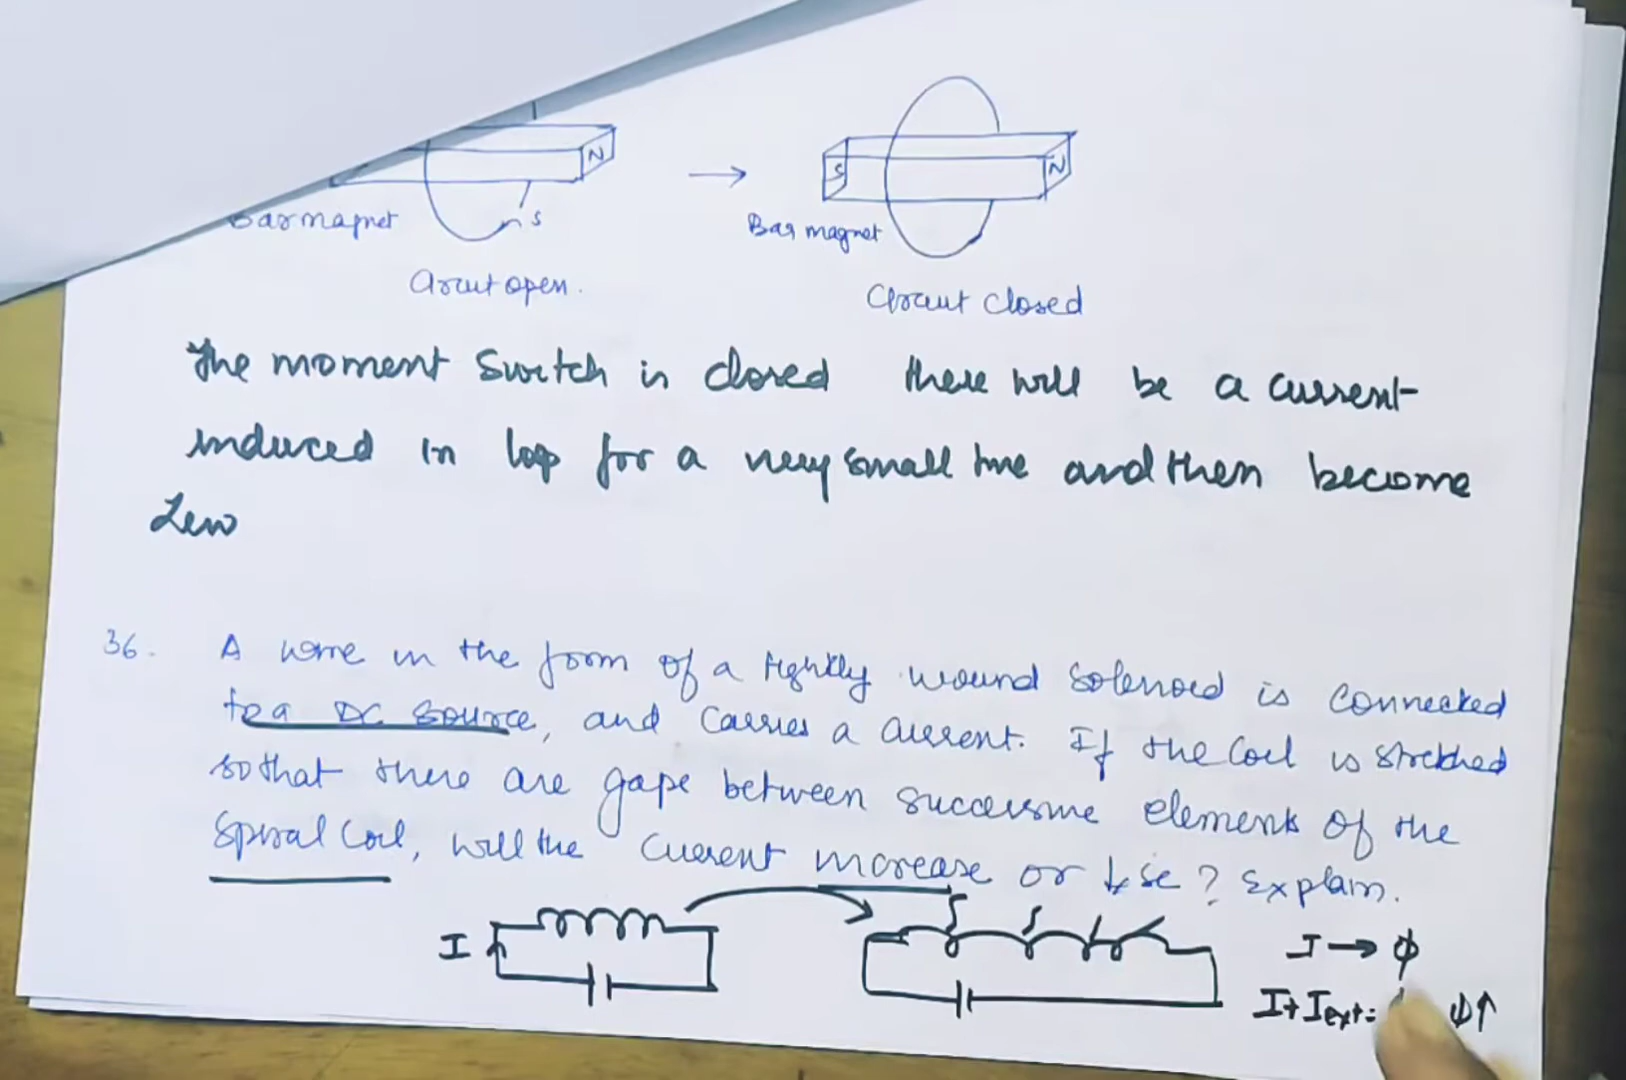 N
S N
Bar magnet s Bar magnet
Circuit open. Circuit closed
The moment switch is closed there will be a current
induced in loop for a very small time and then become
Zero
36. A wire in the form of a tightly wound solenoid is connected
to a DC source, and carries a current. If the coil is stretched
so that there are gaps between successive elements of the
spiral coil, will the current increase or ? Explain.
I I → ϕ
I + Iext = ϕ↑